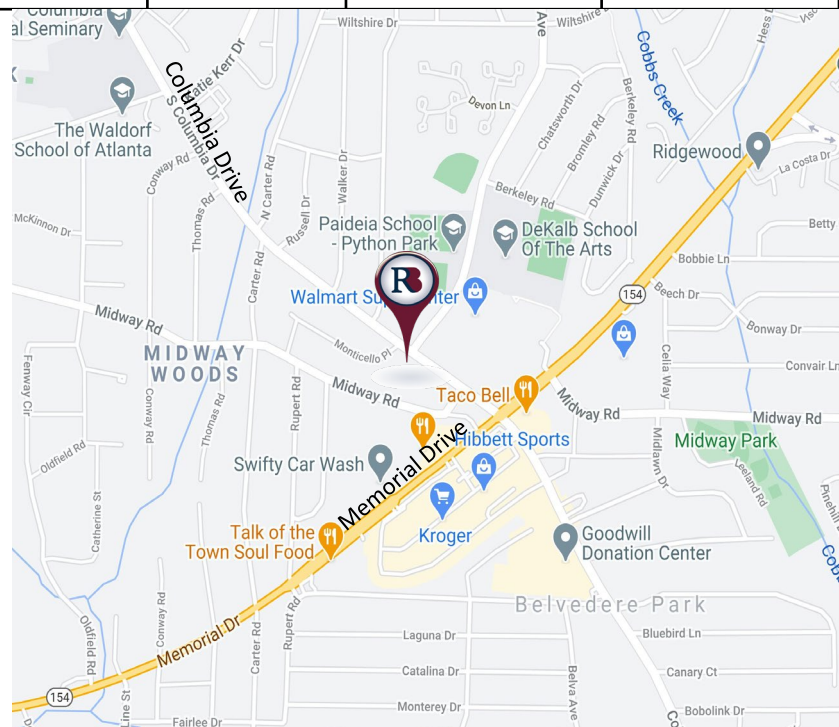 Columbia
al Seminary
Wiltshire Dr
Ave
Wiltshire D
Hess D
Cobbs Creek
Katie Kerr Dr
Columbia Drive
S Columbia Dr
The Waldorf
School of Atlanta
Devon Ln
Chatsworth Dr
Bromley Rd
Berkeley Rd
Dunwick Dr
Ridgewood
La Costa Dr
Conway Rd
N Carter Rd
Walker Dr
Berkeley Rd
McKinnon Dr
Thomas Rd
Russell Dr
Paideia School
- Python Park
DeKalb School
Of The Arts
Betty
Bobbie Ln
Carter Rd
RB
Walmart Su
nter
154
Beech Dr
Midway Rd
Bonway Dr
MIDWAY
WOODS
Monticello Pl
Celia Way
Convair Ln
Fenway Cir
Conway Rd
Thomas Rd
Rupert Rd
Midway Rd
Taco Bell
Midway Rd
Midway Rd
Hibbett Sports
Midway Park
Memorial Drive
Oldfield Rd
Swifty Car Wash
Midlawn Dr
Leeland Rd
Catherine St
Kroger
Talk of the
Town Soul Food
Goodwill
Donation Center
Belvedere Park
Conway Rd
Rupert Rd
Oldfield Rd
Memorial Dr
Carter Rd
Laguna Dr
Bluebird Ln
Catalina Dr
Belva Ave
Canary Ct
154
Line St
Monterey Dr
Bobolink Dr
Fairlee Dr
Co